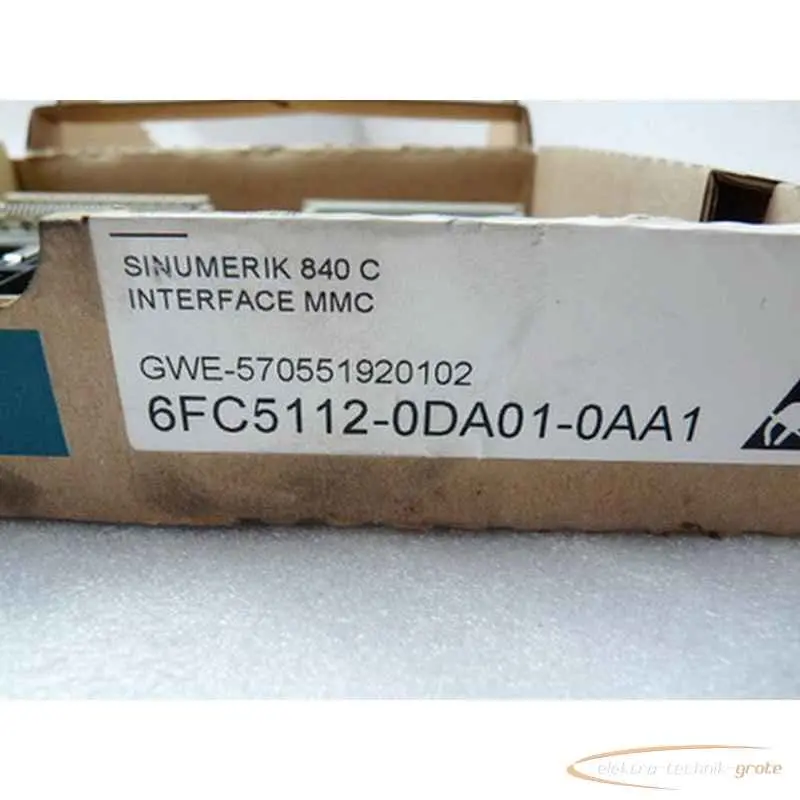 SINUMERIK 840 C
INTERFACE MMC
GWE-570551920102
6FC5112-0DA01-0AA1
elektro-technik-grote